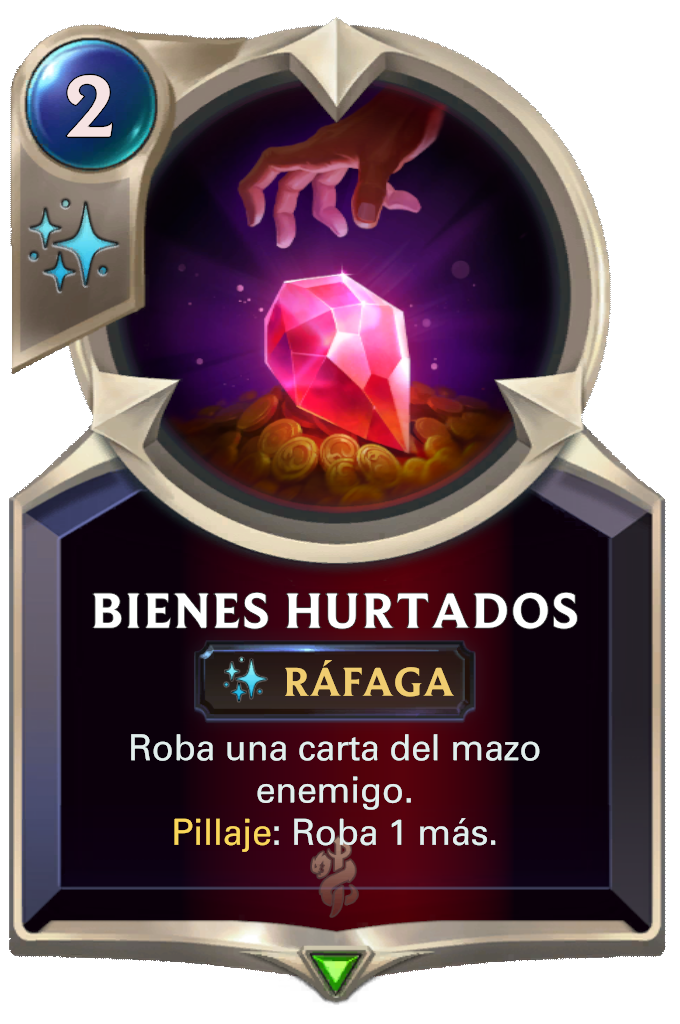 2
BIENES HURTADOS
RÁFAGA
Roba una carta del mazo
enemigo.
Pillaje: Roba 1 más.